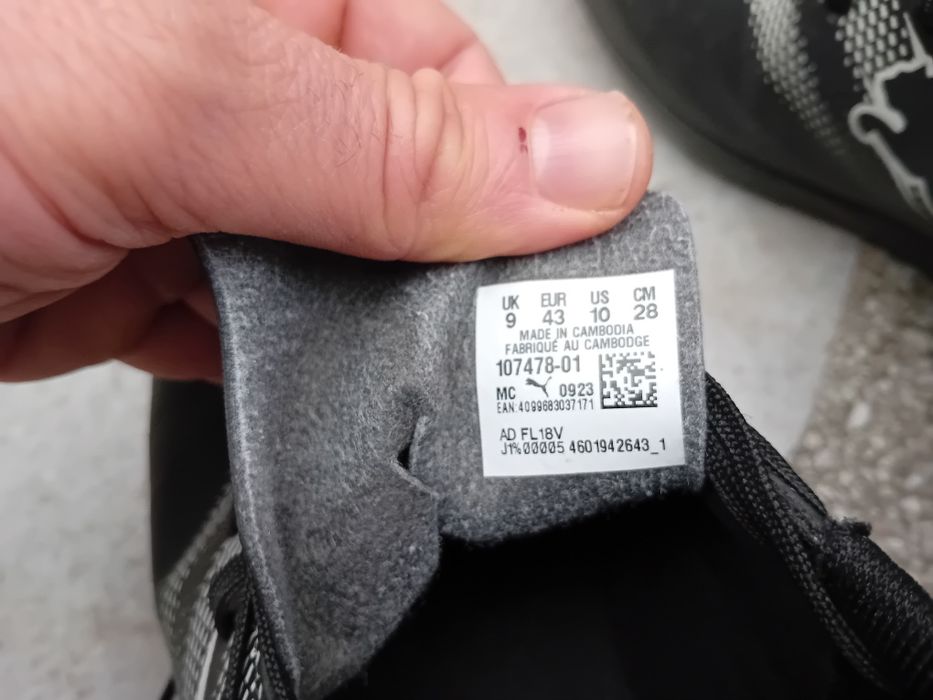 UK EUR US CM
9 43 10 28
MADE IN CAMBODIA
FABRIQUÉ AU CAMBODGE
107478-01
MC 0923
EAN:4099683037171
AD FL18V
J1%00005 4601942643_1